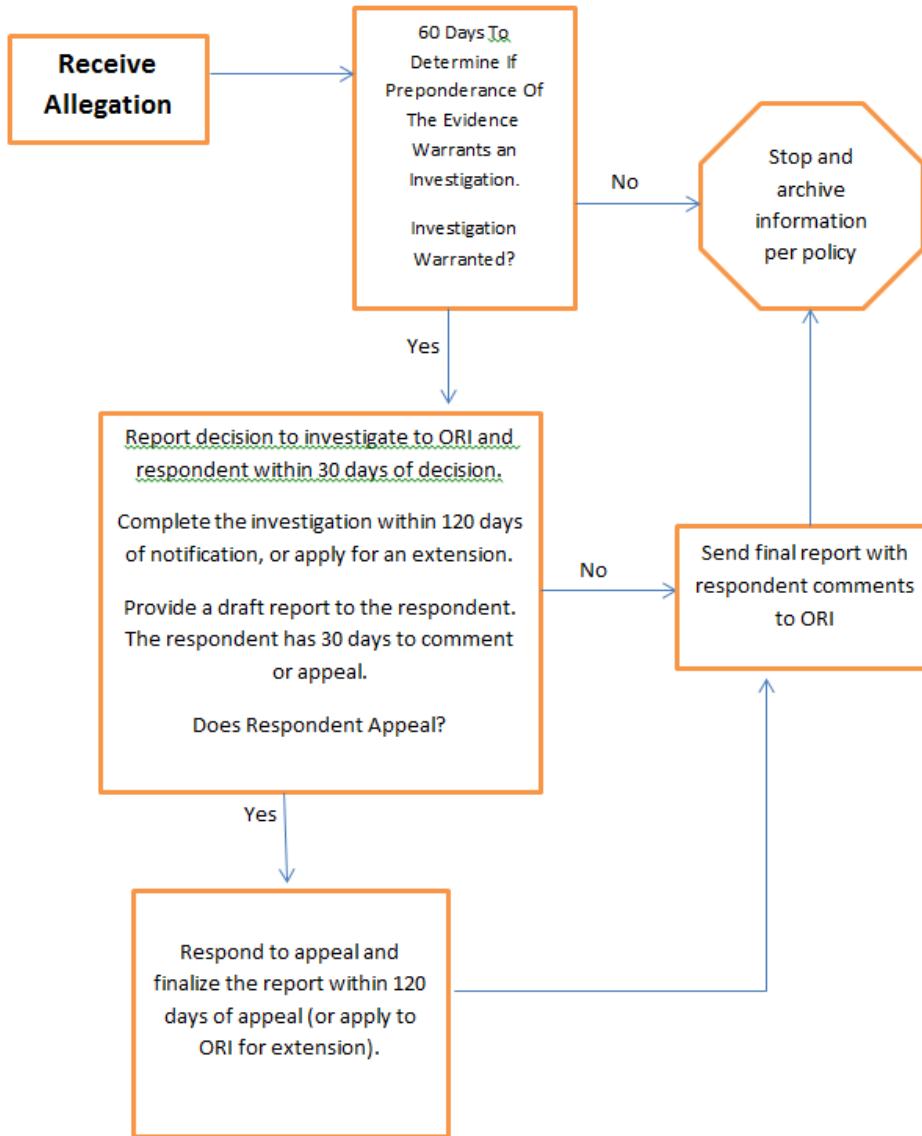 Receive
Allegation
60 Days To
Determine If
Preponderance Of
The Evidence
Warrants an
Investigation.
Investigation
Warranted?
No
Stop and
archive
information
per policy
Yes
Report decision to investigate to ORI and
respondent within 30 days of decision.
Complete the investigation within 120 days
of notification, or apply for an extension.
Provide a draft report to the respondent.
The respondent has 30 days to comment
or appeal.
Does Respondent Appeal?
No
Send final report with
respondent comments
to ORI
Yes
Respond to appeal and
finalize the report within 120
days of appeal (or apply to
ORI for extension).